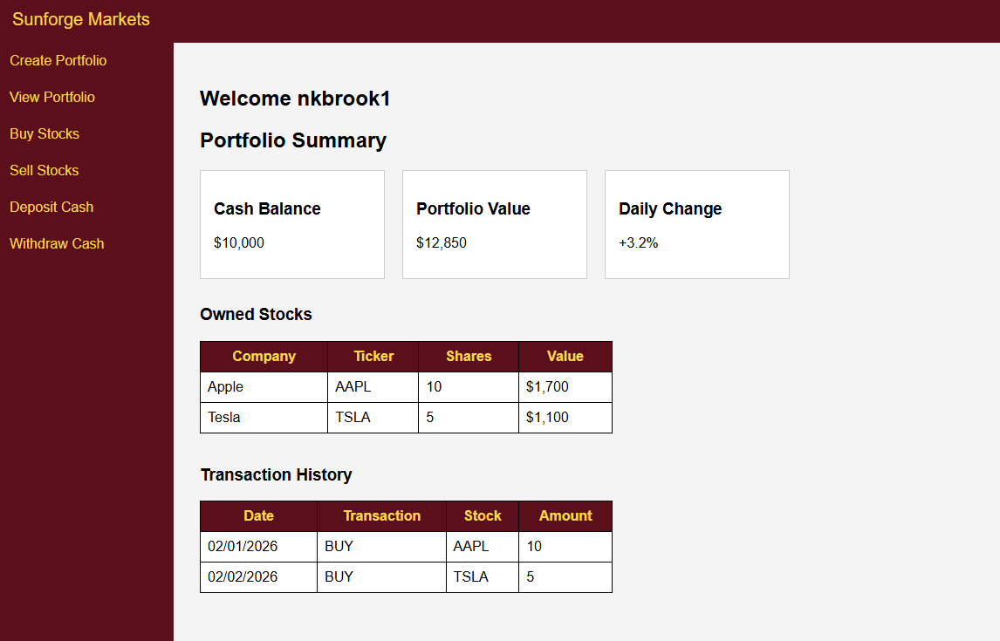 Sunforge Markets
Create Portfolio
View Portfolio
Buy Stocks
Sell Stocks
Deposit Cash
Withdraw Cash
Welcome nkbrook1
Portfolio Summary
Cash Balance
$10,000
Portfolio Value
$12,850
Daily Change
+3.2%
Owned Stocks
Company Ticker Shares Value
Apple AAPL 10 $1,700
Tesla TSLA 5 $1,100
Transaction History
Date Transaction Stock Amount
02/01/2026 BUY AAPL 10
02/02/2026 BUY TSLA 5